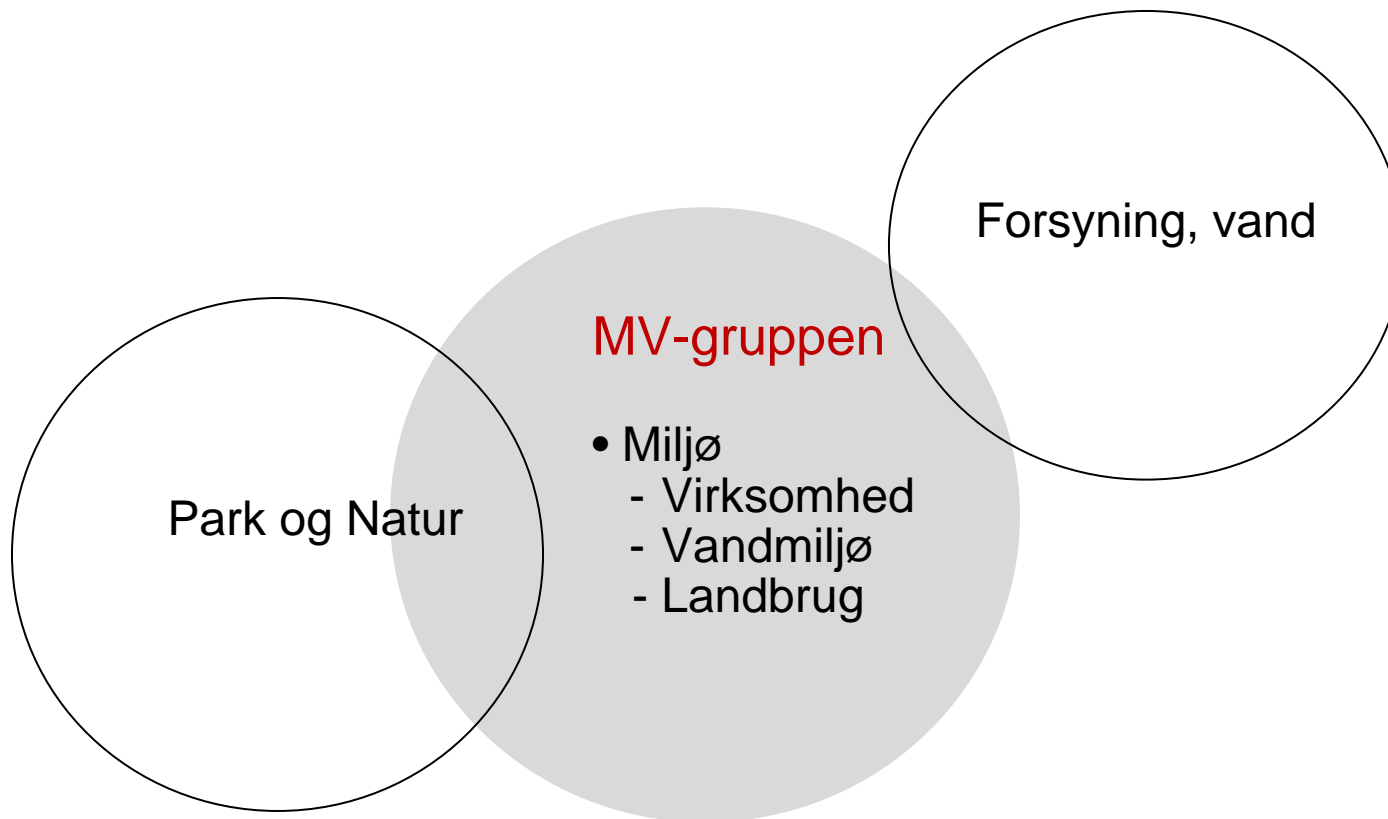 Forsyning, vand
MV-gruppen
• Miljø
- Virksomhed
- Vandmiljø
- Landbrug
Park og Natur